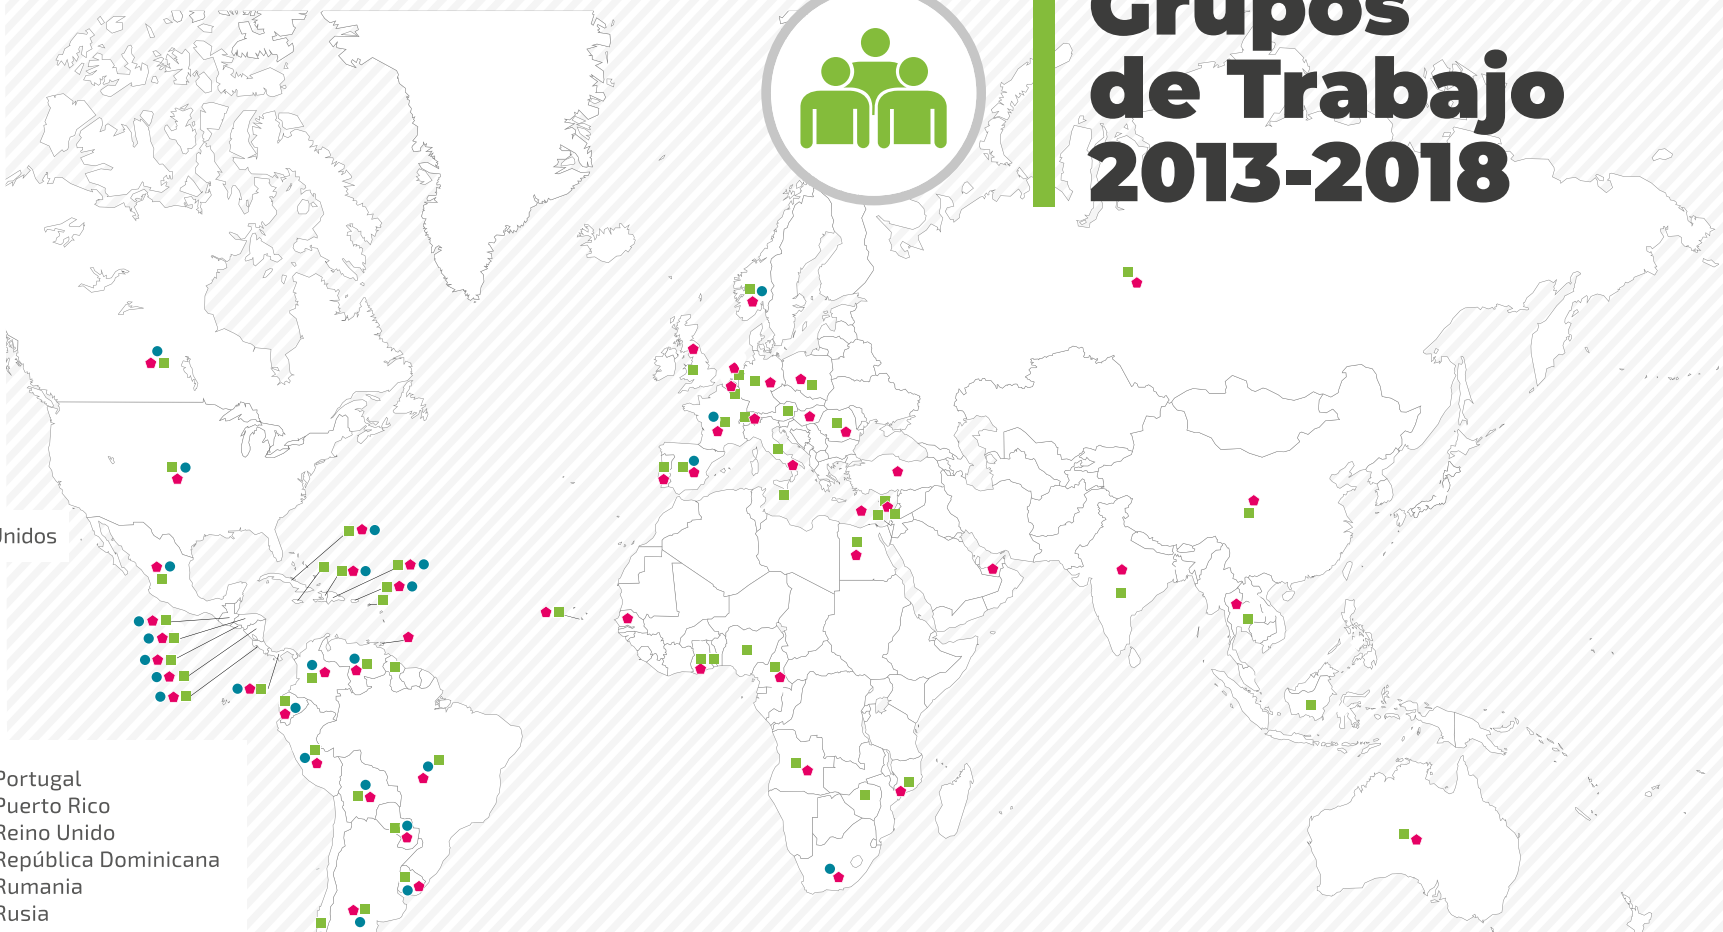 Grupos
de Trabajo
2013-2018
Unidos
Portugal
Puerto Rico
Reino Unido
República Dominicana
Rumania
Rusia